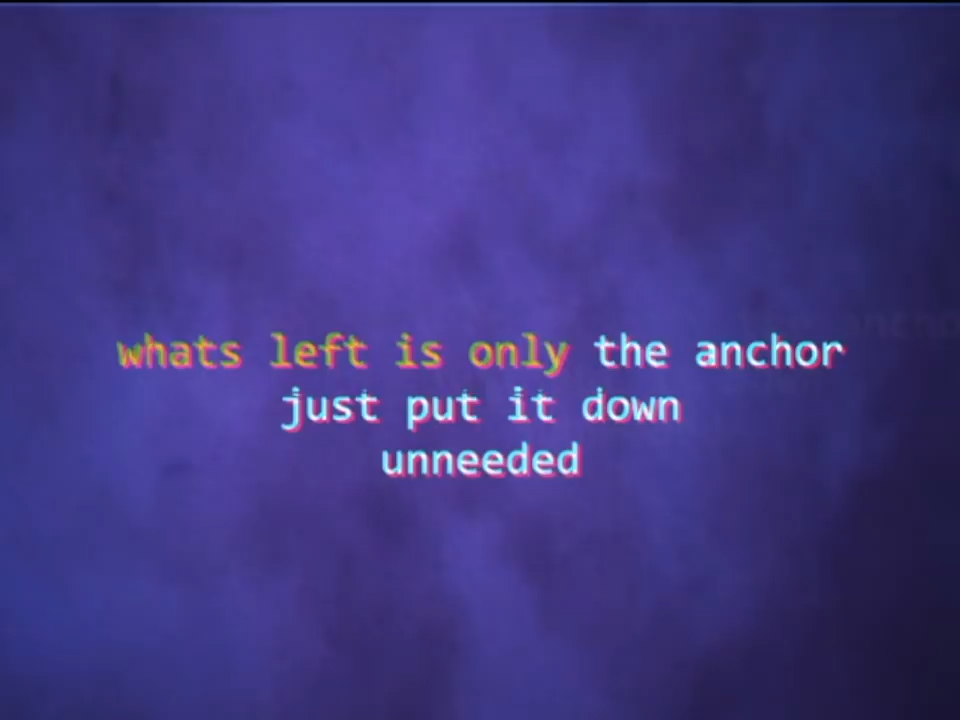 whats left is only the anchor
just put it down
unneeded